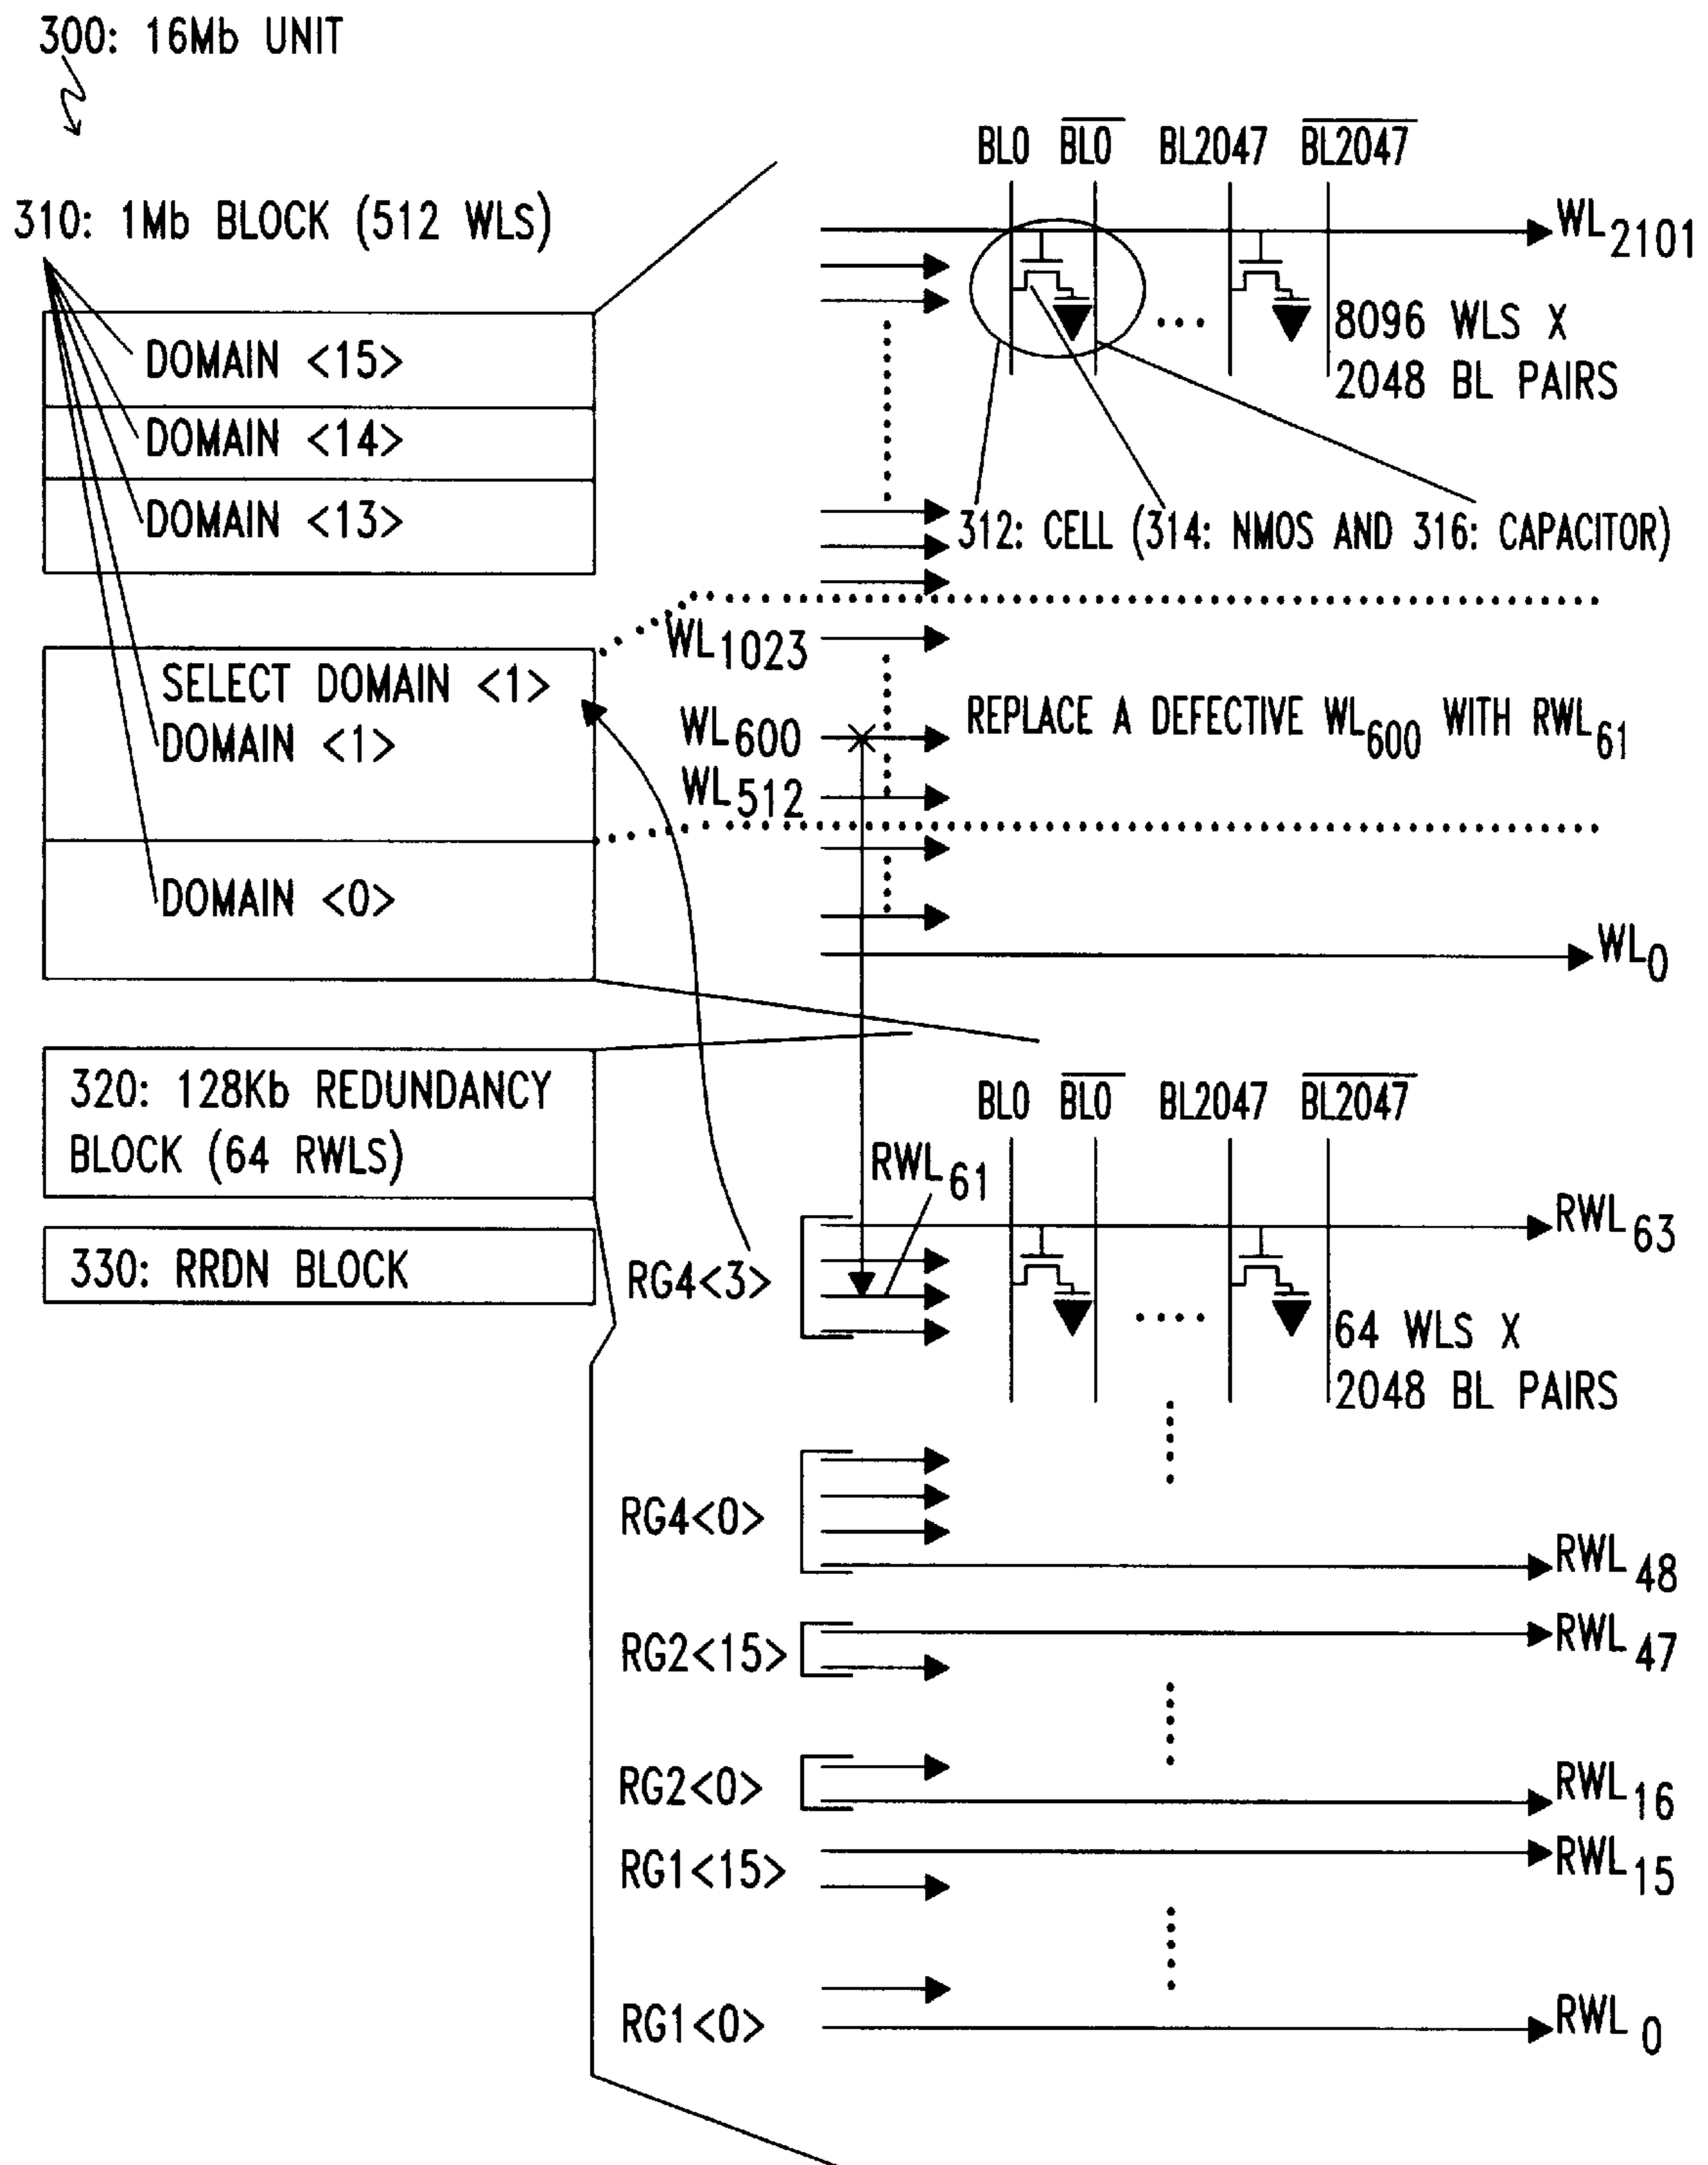 300: 16Mb UNIT
310: 1Mb BLOCK (512 WLS)
DOMAIN <15>
DOMAIN <14>
DOMAIN <13>
SELECT DOMAIN <1>
DOMAIN <1>
DOMAIN <0>
320: 128Kb REDUNDANCY
BLOCK (64 RWLS)
330: RRDN BLOCK
BL0 BL0 BL2047 BL2047
WL2101
8096 WLS X
2048 BL PAIRS
312: CELL (314: NMOS AND 316: CAPACITOR)
WL1023
WL600
REPLACE A DEFECTIVE WL600 WITH RWL61
WL512
WL0
BL0 BL0 BL2047 BL2047
RWL61
RWL63
RG4<3>
64 WLS X
2048 BL PAIRS
RG4<0>
RWL48
RG2<15>
RWL47
RG2<0>
RWL16
RG1<15>
RWL15
RG1<0>
RWL0